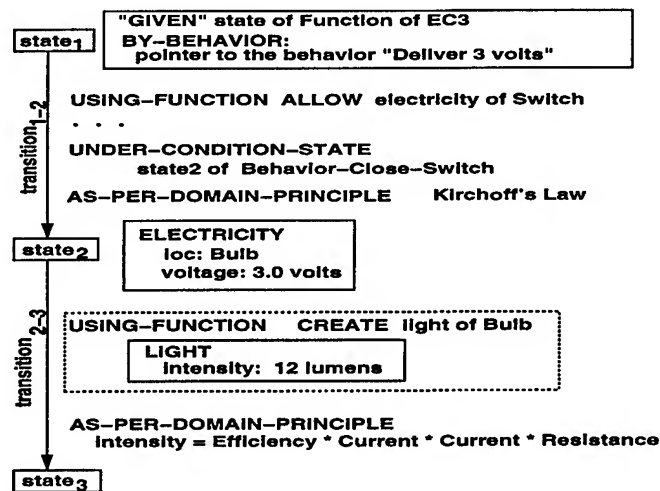 "GIVEN" state of Function of EC3
state1
BY-BEHAVIOR:
pointer to the behavior "Deliver 3 volts"
transition1-2
USING-FUNCTION ALLOW electricity of Switch
. . .
UNDER-CONDITION-STATE
state2 of Behavior-Close-Switch
AS-PER-DOMAIN-PRINCIPLE Kirchoff's Law
state2
ELECTRICITY
loc: Bulb
voltage: 3.0 volts
transition2-3
USING-FUNCTION CREATE light of Bulb
LIGHT
intensity: 12 lumens
AS-PER-DOMAIN-PRINCIPLE
intensity = Efficiency * Current * Current * Resistance
state3